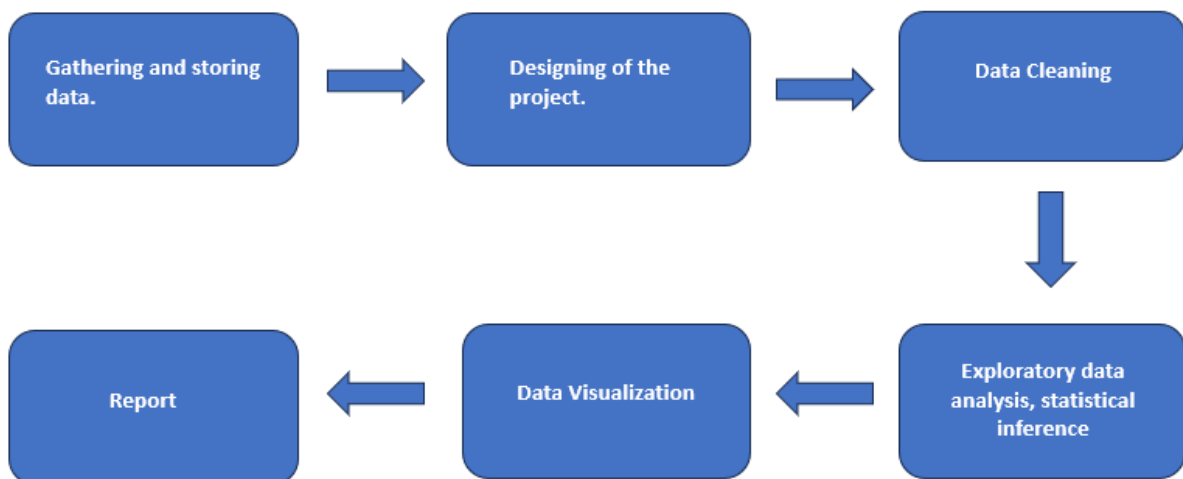 Gathering and storing
data.
Designing of the
project.
Data Cleaning
Exploratory data
analysis, statistical
inference
Data Visualization
Report